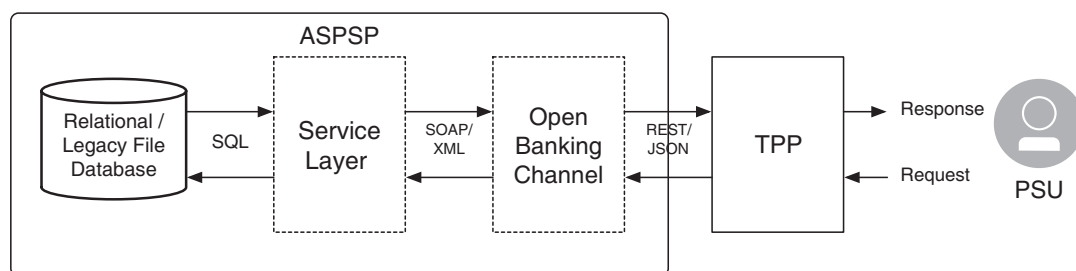 ASPSP
Relational /
Legacy File
Database
SQL
Service
Layer
SOAP/
XML
Open
Banking
Channel
REST/
JSON
TPP
Response
Request
PSU